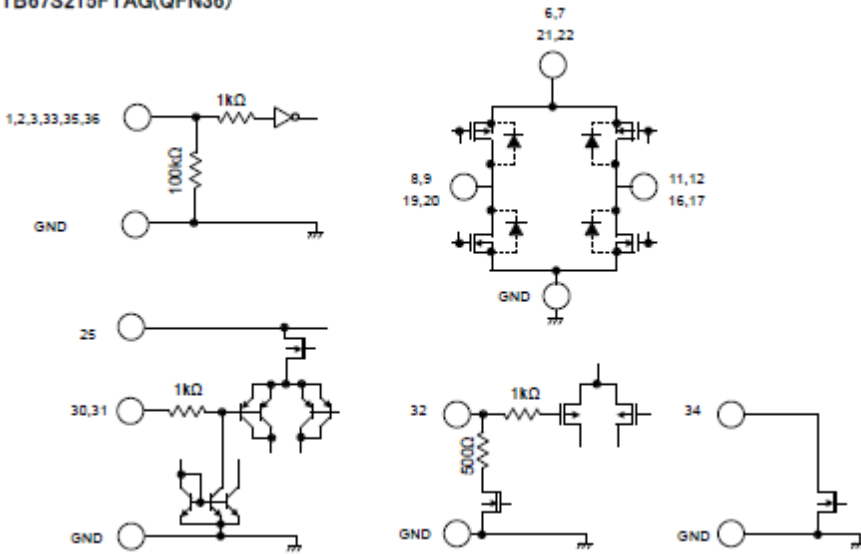 TB67S215FTAG(QFN36)
6,7
21,22
1kΩ
1,2,3,33,35,36
100kΩ
GND
8,9
19,20
11,12
16,17
GND
25
1kΩ
30,31
GND
32
1kΩ
500Ω
GND
34
GND